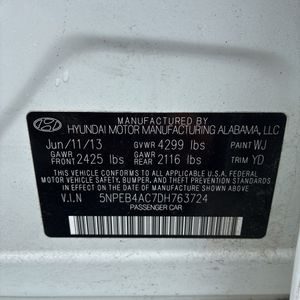 MANUFACTURED BY
HYUNDAI MOTOR MANUFACTURING ALABAMA, LLC
Jun/11/13 GVWR 4299 lbs PAINT WJ
GAWR GAWR
FRONT 2425 lbs REAR 2116 lbs TRIM YD
THIS VEHICLE CONFORMS TO ALL APPLICABLE U.S.
FEDERAL MOTOR VEHICLE SAFETY, BUMPER, AND
THEFT PREVENTION STANDARDS IN EFFECT ON THE
DATE OF MANUFACTURE SHOWN ABOVE.
V.I.N 5NPEB4AC7DH763724
PASSENGER CAR